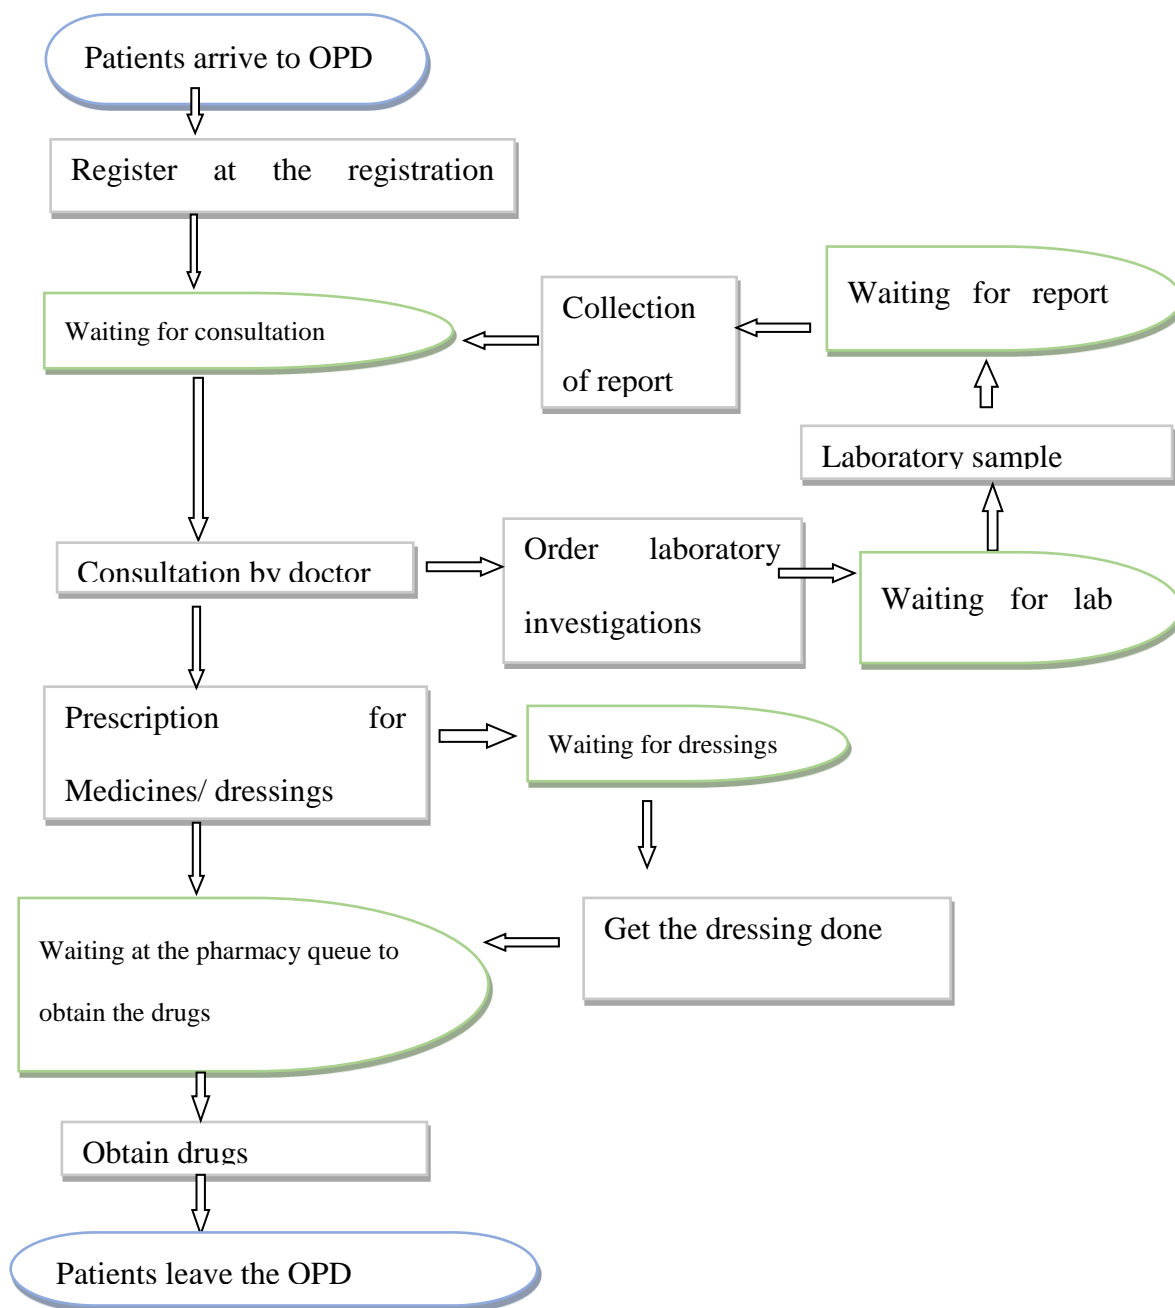 Patients arrive to OPD
Register at the registration
Waiting for consultation
Collection
of report
Waiting for report
Laboratory sample
Consultation by doctor
Order laboratory
investigations
Waiting for lab
Prescription for
Medicines/ dressings
Waiting for dressings
Waiting at the pharmacy queue to
obtain the drugs
Get the dressing done
Obtain drugs
Patients leave the OPD